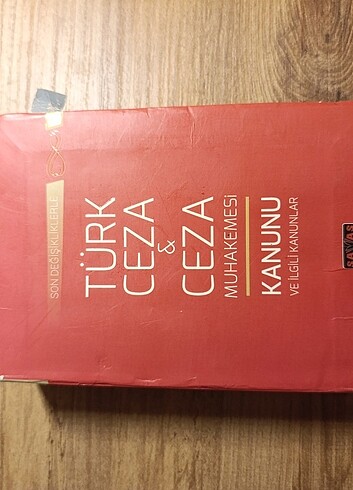 SON DEĞİŞİKLİKLERLE
TÜRK
CEZA
&
CEZA
MUHAKEMESİ
KANUNU
VE İLGİLİ KANUNLAR
SAVAŞ